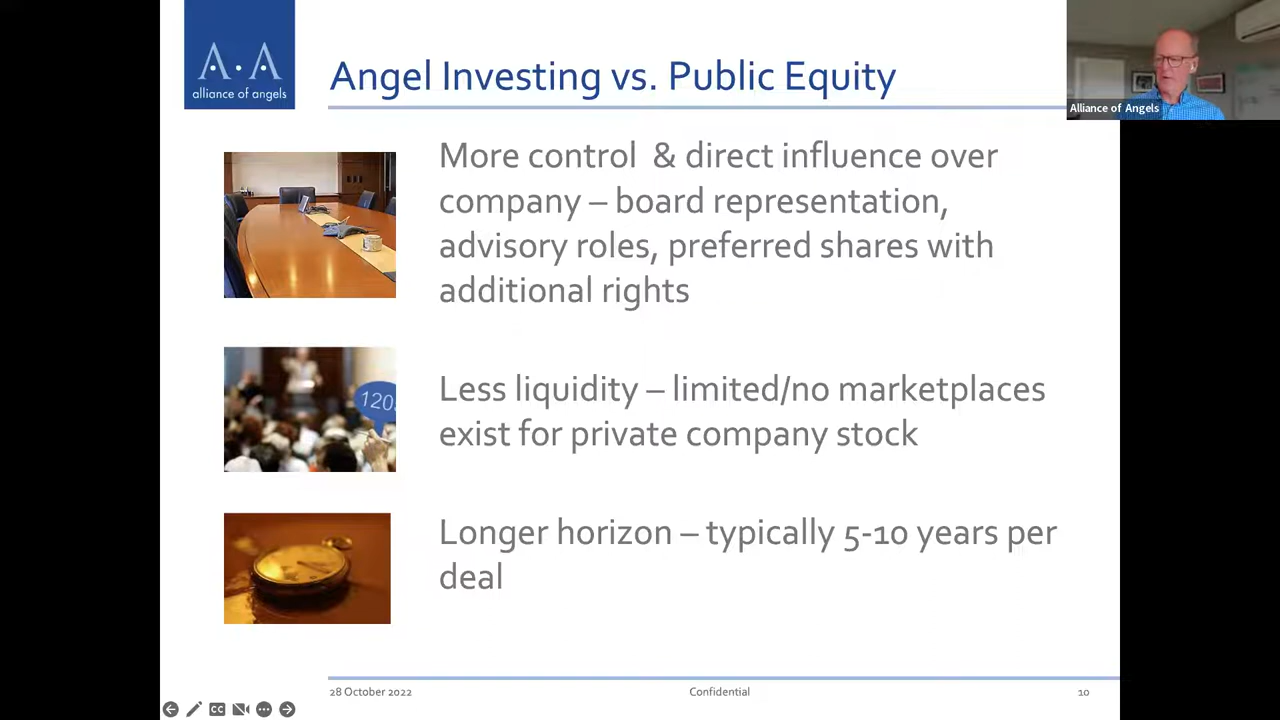 A·A
alliance of angels
Angel Investing vs. Public Equity
Alliance of Angels
More control & direct influence over
company – board representation,
advisory roles, preferred shares with
additional rights
120
Less liquidity – limited/no marketplaces
exist for private company stock
Longer horizon – typically 5-10 years per
deal
28 October 2022
Confidential
10
CC